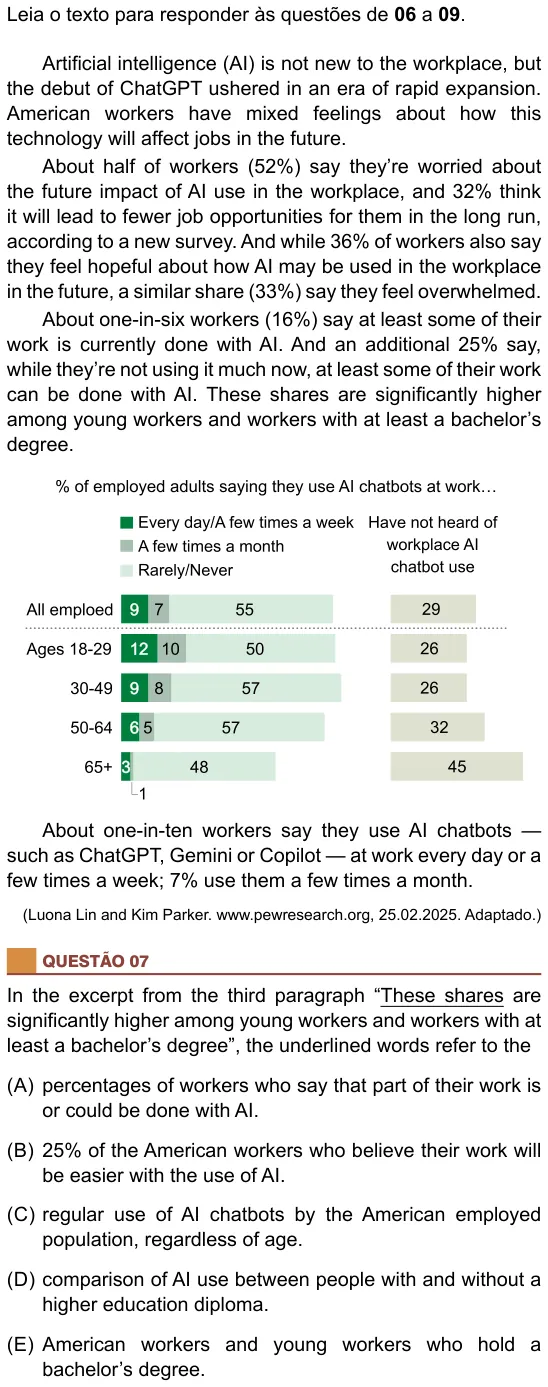 Leia o texto para responder às questões de 06 a 09.
Artificial intelligence (AI) is not new to the workplace, but
the debut of ChatGPT ushered in an era of rapid expansion.
American workers have mixed feelings about how this
technology will affect jobs in the future.
About half of workers (52%) say they're worried about
the future impact of AI use in the workplace, and 32% think
it will lead to fewer job opportunities for them in the long run,
according to a new survey. And while 36% of workers also say
they feel hopeful about how AI may be used in the workplace
in the future, a similar share (33%) say they feel overwhelmed.
About one-in-six workers (16%) say at least some of their
work is currently done with AI. And an additional 25% say,
while they're not using it much now, at least some of their work
can be done with AI. These shares are significantly higher
among young workers and workers with at least a bachelor's
degree.
% of employed adults saying they use AI chatbots at work…
Every day/A few times a week
A few times a month
Rarely/Never
Have not heard of
workplace AI
chatbot use
All emploed 9 7 55 29
Ages 18-29 12 10 50 26
30-49 9 8 57 26
50-64 6 5 57 32
65+ 3 48 45
1
About one-in-ten workers say they use AI chatbots —
such as ChatGPT, Gemini or Copilot — at work every day or a
few times a week; 7% use them a few times a month.
(Luona Lin and Kim Parker. www.pewresearch.org, 25.02.2025. Adaptado.)
QUESTÃO 07
In the excerpt from the third paragraph “These shares are
significantly higher among young workers and workers with at
least a bachelor's degree”, the underlined words refer to the
(A) percentages of workers who say that part of their work is
or could be done with AI.
(B) 25% of the American workers who believe their work will
be easier with the use of AI.
(C) regular use of AI chatbots by the American employed
population, regardless of age.
(D) comparison of AI use between people with and without a
higher education diploma.
(E) American workers and young workers who hold a
bachelor's degree.